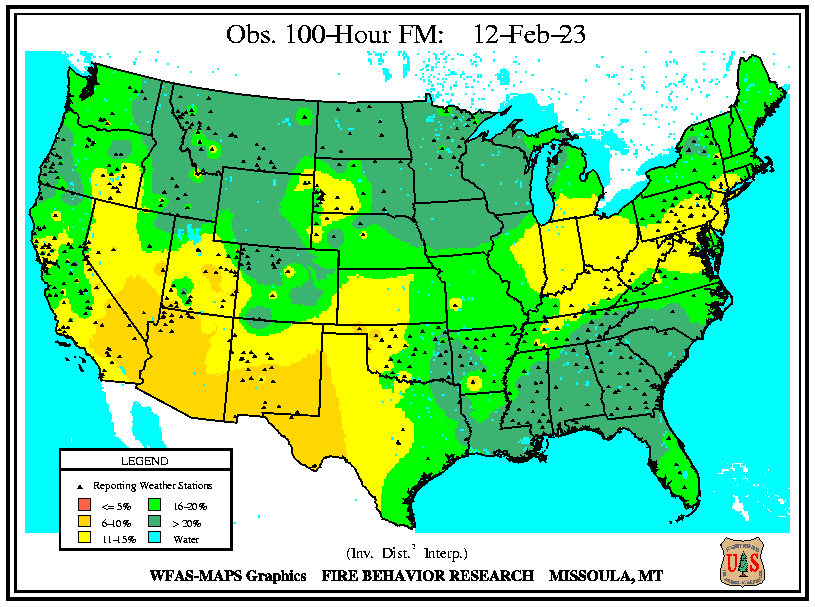 Obs. 100-Hour FM: 12-Feb-23
LEGEND
Reporting Weather Stations
<= 5%
16-20%
6-10%
> 20%
11-15%
Water
(Inv. Dist.² Interp.)
WFAS-MAPS Graphics FIRE BEHAVIOR RESEARCH MISSOULA, MT
U S